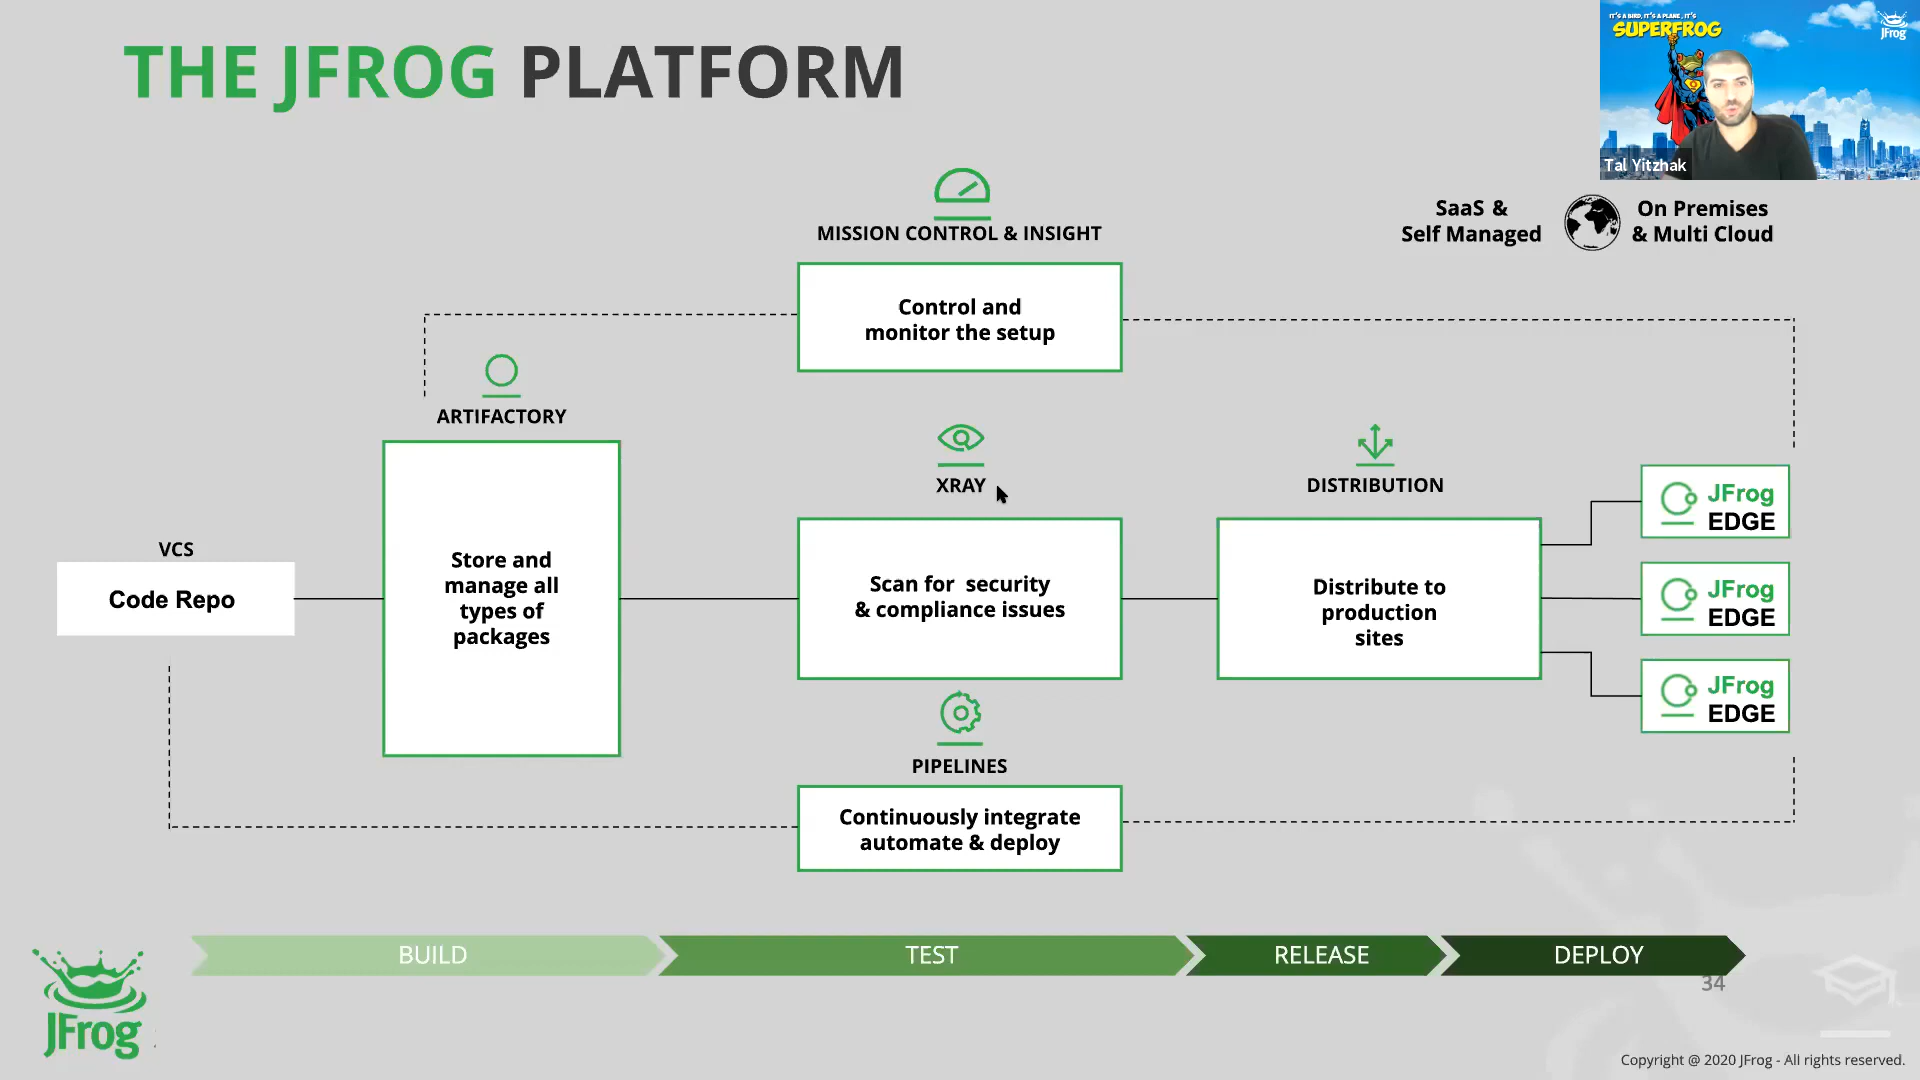 THE JFROG PLATFORM
IT'S A BIRD, IT'S A PLANE, IT'S
SUPERFROG
JFrog
Tal Yitzhak
SaaS &
Self Managed
On Premises
& Multi Cloud
MISSION CONTROL & INSIGHT
Control and
monitor the setup
ARTIFACTORY
Store and
manage all
types of
packages
XRAY
Scan for security
& compliance issues
DISTRIBUTION
Distribute to
production
sites
JFrog
EDGE
JFrog
EDGE
JFrog
EDGE
VCS
Code Repo
PIPELINES
Continuously integrate
automate & deploy
BUILD
TEST
RELEASE
DEPLOY
34
JFrog
Copyright @ 2020 JFrog - All rights reserved.